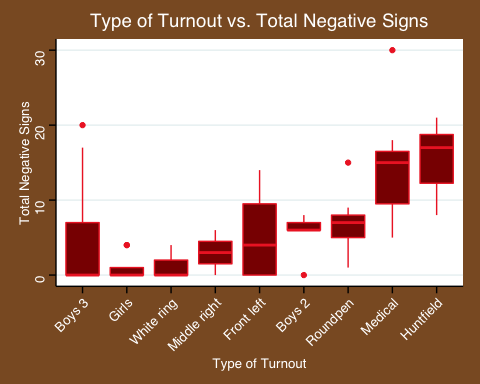 Type of Turnout vs. Total Negative Signs
Total Negative Signs
30
20
10
0
Boys 3
Girls
White ring
Middle right
Front left
Boys 2
Roundpen
Medical
Huntfield
Type of Turnout